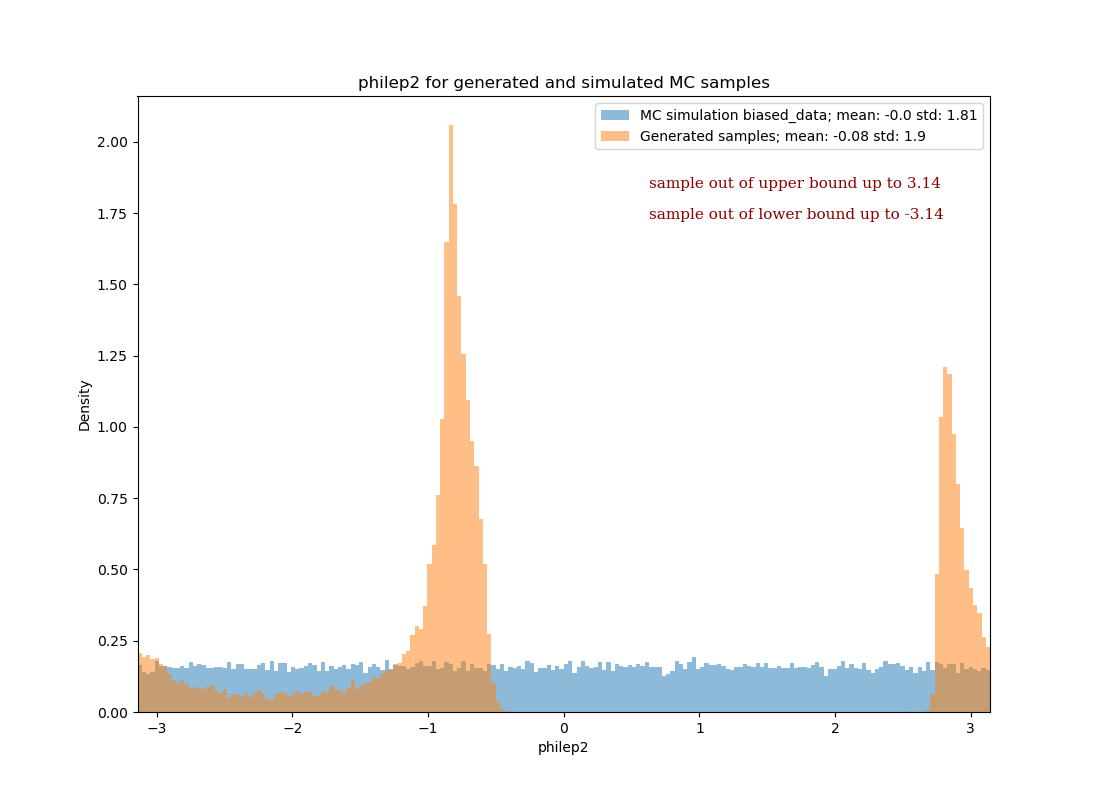 philep2 for generated and simulated MC samples
MC simulation biased_data; mean: -0.0 std: 1.81
Generated samples; mean: -0.08 std: 1.9
sample out of upper bound up to 3.14
sample out of lower bound up to -3.14
Density
2.00
1.75
1.50
1.25
1.00
0.75
0.50
0.25
0.00
−3
−2
−1
0
1
2
3
philep2